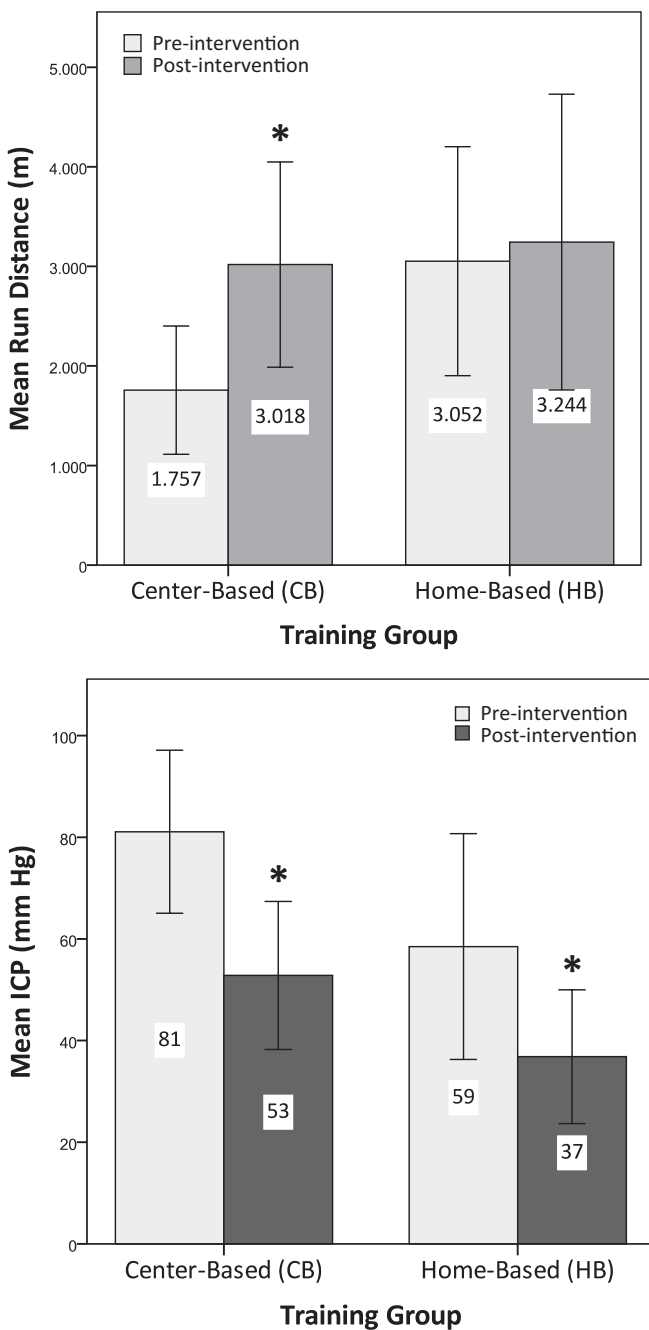 Pre-intervention
Post-intervention
5.000
4.000
3.000
2.000
1.000
0
Mean Run Distance (m)
*
1.757
3.018
3.052
3.244
Center-Based (CB)
Home-Based (HB)
Training Group
Pre-intervention
Post-intervention
100
80
60
40
20
0
Mean ICP (mm Hg)
*
*
81
53
59
37
Center-Based (CB)
Home-Based (HB)
Training Group